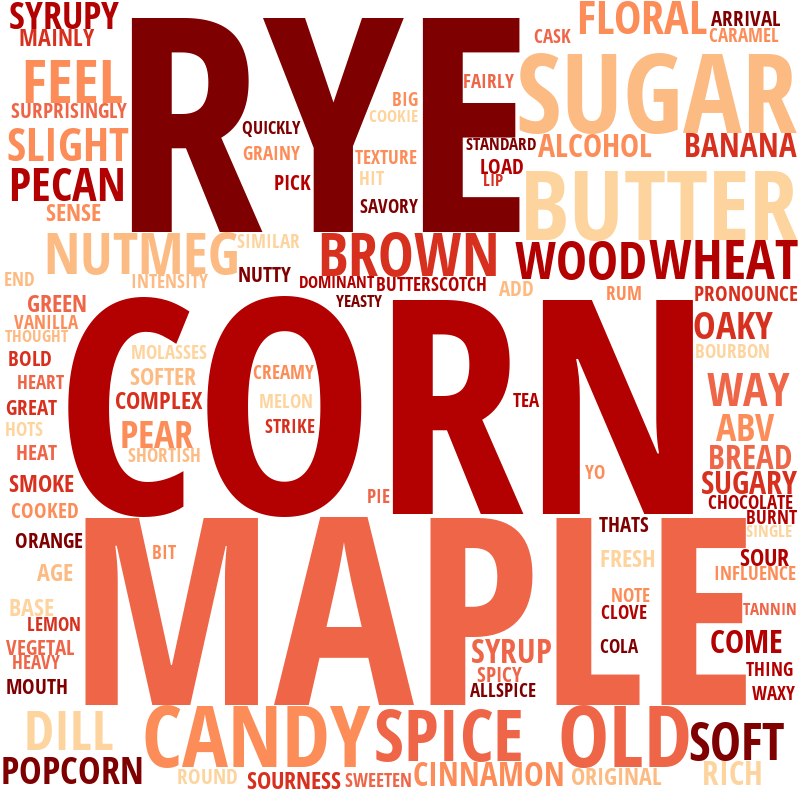 SYRUPY
MAINLY
FEEL
SURPRISINGLY
SLIGHT
PECAN
SENSE
RYE
QUICKLY
GRAINY
PICK
BIG
COOKIE
TEXTURE
HIT
SAVORY
FAIRLY
STANDARD
LOAD
LIP
CASK
FLORAL
ARRIVAL
CARAMEL
SUGAR
ALCOHOL
BANANA
BUTTER
NUTMEG
SIMILAR
BROWN
WOOD
WHEAT
END
INTENSITY
NUTTY
DOMINANT
BUTTERSCOTCH
YEASTY
ADD
RUM
PRONOUNCE
GREEN
VANILLA
THOUGHT
BOLD
HEART
GREAT
HOTS
HEAT
SMOKE
COOKED
CORN
MOLASSES
SOFTER
COMPLEX
PEAR
SHORTISH
CREAMY
MELON
STRIKE
TEA
PIE
YO
OAKY
BOURBON
WAY
ABV
BREAD
SUGARY
CHOCOLATE
BURNT
SINGLE
SOUR
INFLUENCE
TANNIN
ORANGE
AGE
BASE
LEMON
VEGETAL
HEAVY
MOUTH
BIT
MAPLE
THATS
FRESH
NOTE
CLOVE
COLA
SYRUP
SPICY
ALLSPICE
COME
THING
WAXY
DILL
CANDY
SPICE
OLD
SOFT
POPCORN
ROUND
SOURNESS
SWEETEN
CINNAMON
ORIGINAL
RICH